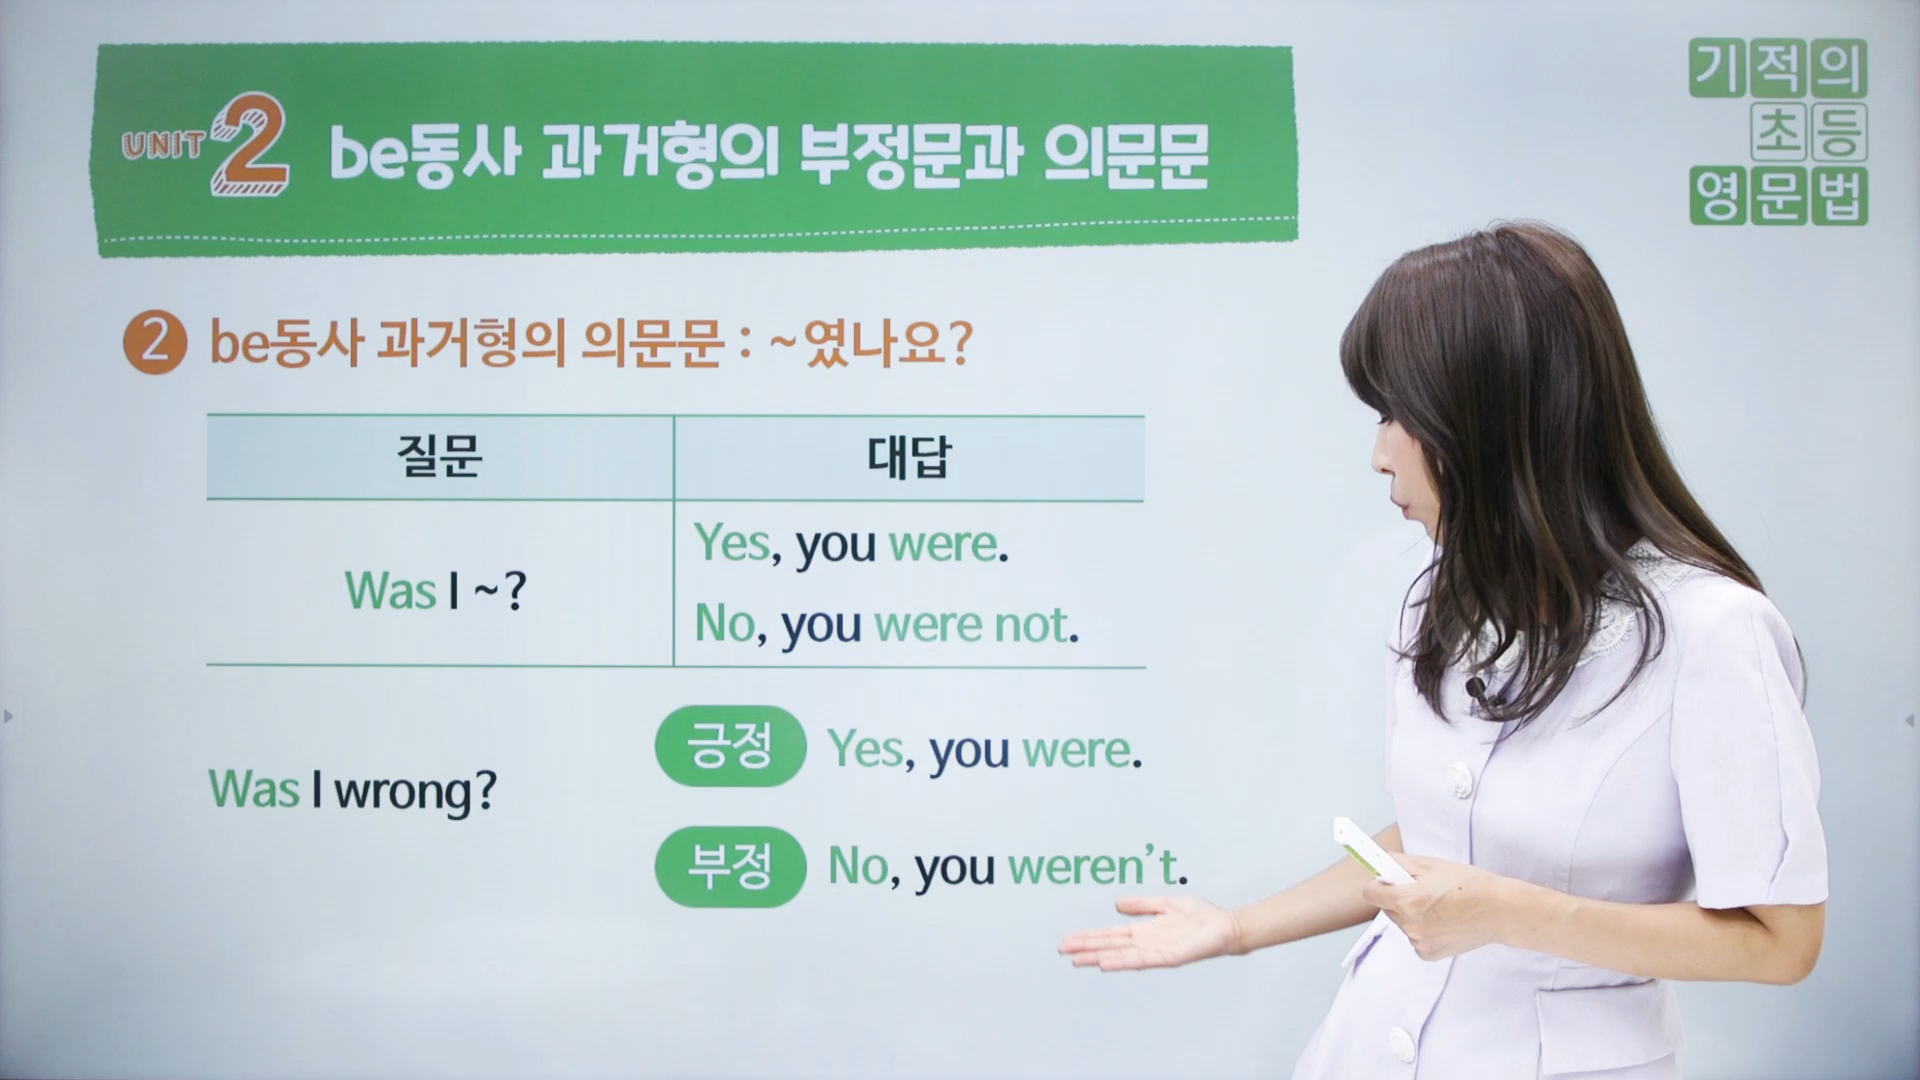 UNIT 2 be동사 과거형의 부정문과 의문문
기적의
초등
영문법
2 be동사 과거형의 의문문 : ~였나요?
질문 대답
Was I ~?
Yes, you were.
No, you were not.
Was I wrong?
긍정 Yes, you were.
부정 No, you weren't.